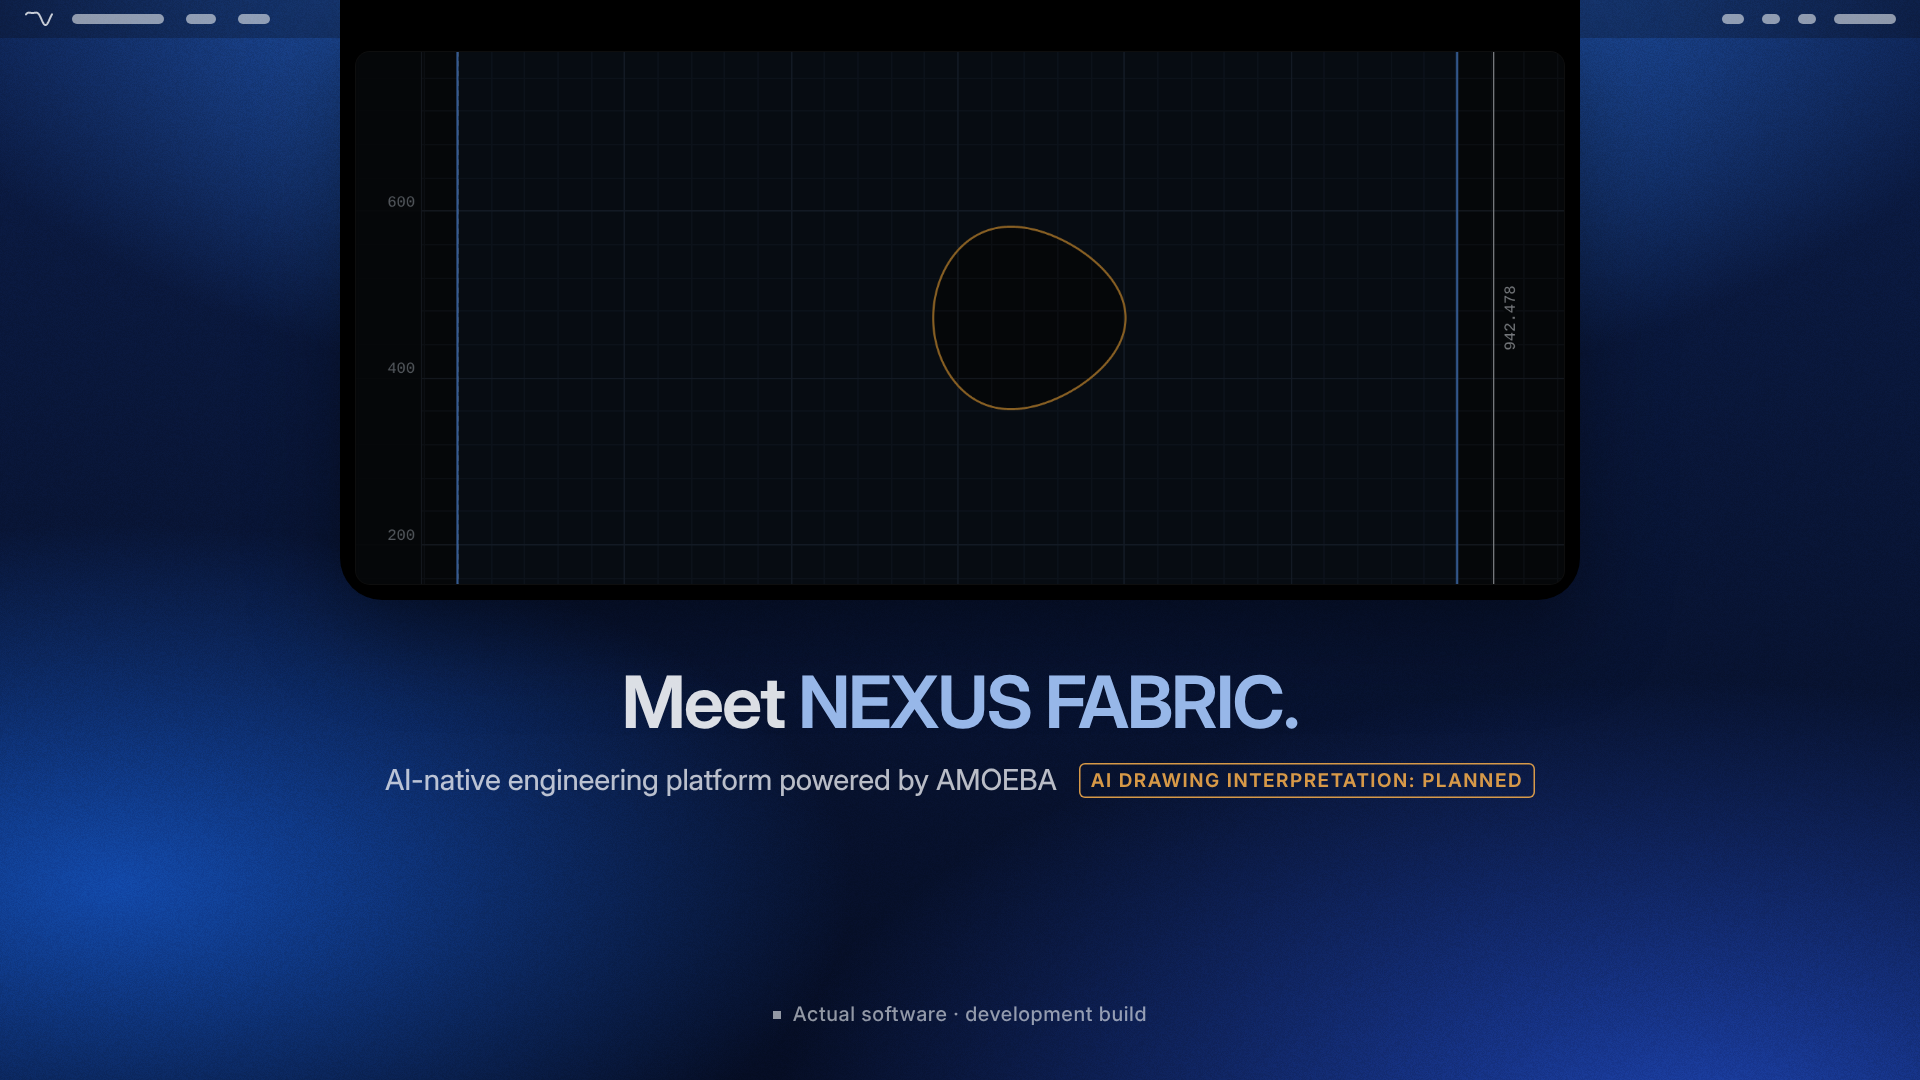 600
942.478
400
200
Meet NEXUS FABRIC.
AI-native engineering platform powered by AMOEBA
AI DRAWING INTERPRETATION: PLANNED
Actual software · development build